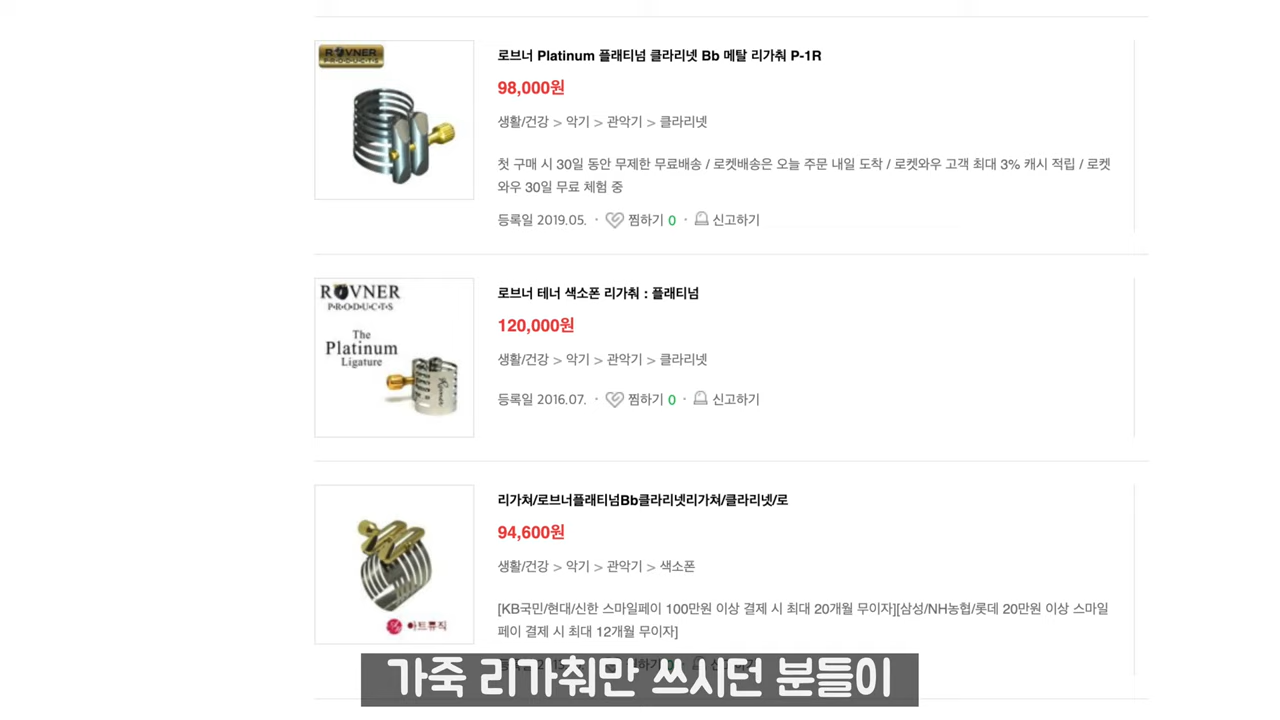 ROVNER
PRODUCTS
로브너 Platinum 플래티넘 클라리넷 Bb 메탈 리가춰 P-1R
98,000원
생활/건강 > 악기 > 관악기 > 클라리넷
첫 구매 시 30일 동안 무제한 무료배송 / 로켓배송은 오늘 주문 내일 도착 / 로켓와우 고객 최대 3% 캐시 적립 / 로켓
와우 30일 무료 체험 중
등록일 2019.05. · 찜하기 0 · 신고하기
ROVNER
P·R·O·D·U·C·T·S
The
Platinum
Ligature
Rovner
로브너 테너 색소폰 리가춰 : 플래티넘
120,000원
생활/건강 > 악기 > 관악기 > 클라리넷
등록일 2016.07. · 찜하기 0 · 신고하기
아트뮤직
리가쳐/로브너플래티넘Bb클라리넷리가쳐/클라리넷/로
94,600원
생활/건강 > 악기 > 관악기 > 색소폰
[KB국민/현대/신한 스마일페이 100만원 이상 결제 시 최대 20개월 무이자][삼성/NH농협/롯데 20만원 이상 스마일
페이 결제 시 최대 12개월 무이자]
가죽 리가춰만 쓰시던 분들이